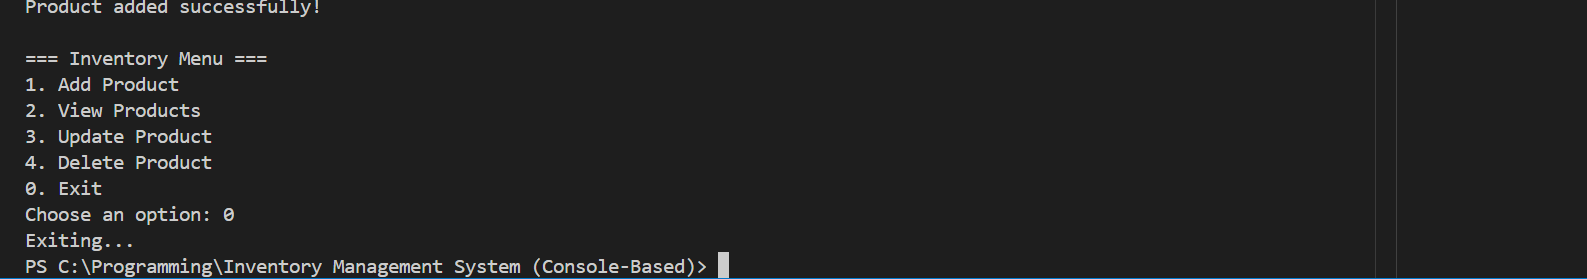 Product added successfully!
=== Inventory Menu ===
1. Add Product
2. View Products
3. Update Product
4. Delete Product
0. Exit
Choose an option: 0
Exiting...
PS C:\Programming\Inventory Management System (Console-Based)>